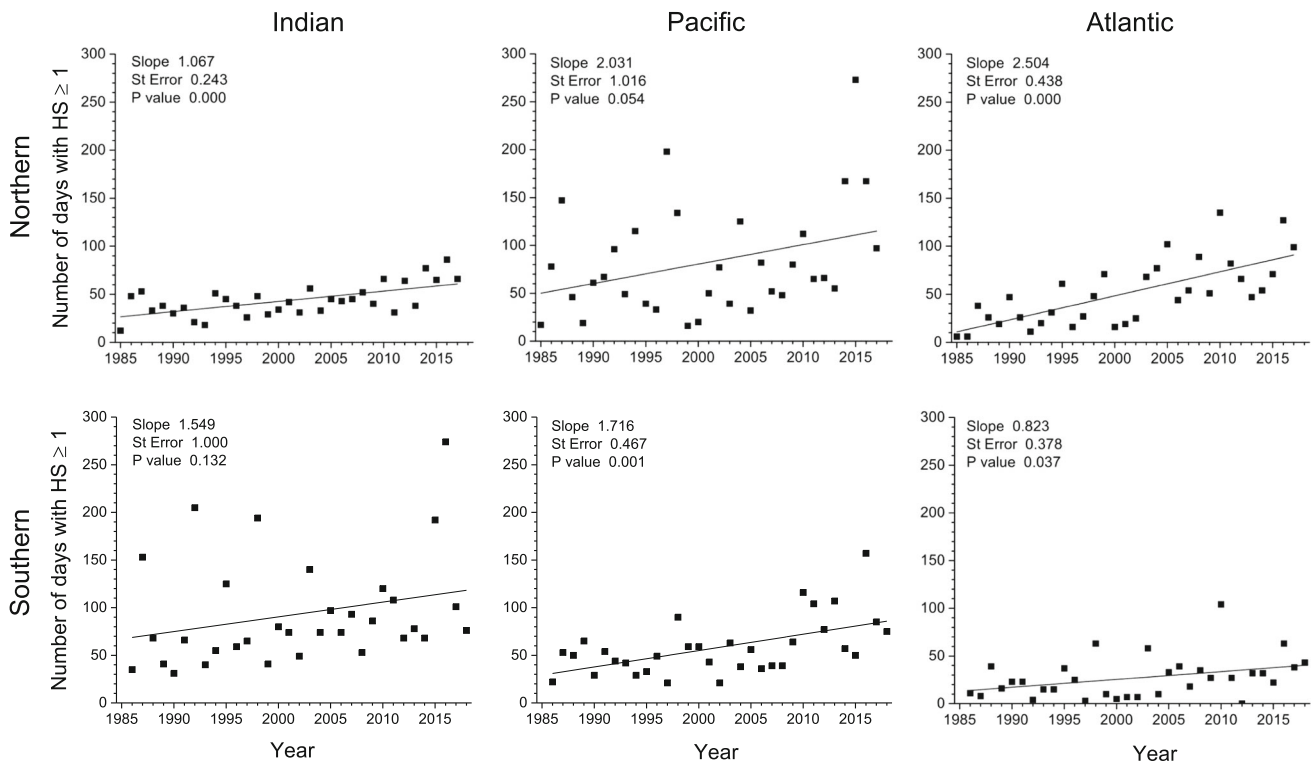 Indian
Pacific
Atlantic
Northern
Number of days with HS ≥ 1
300
250
200
150
100
50
0
Slope 1.067
St Error 0.243
P value 0.000
1985 1990 1995 2000 2005 2010 2015
300
250
200
150
100
50
0
Slope 2.031
St Error 1.016
P value 0.054
1985 1990 1995 2000 2005 2010 2015
300
250
200
150
100
50
0
Slope 2.504
St Error 0.438
P value 0.000
1985 1990 1995 2000 2005 2010 2015
Southern
Number of days with HS ≥ 1
300
250
200
150
100
50
0
Slope 1.549
St Error 1.000
P value 0.132
1985 1990 1995 2000 2005 2010 2015
Year
300
250
200
150
100
50
0
Slope 1.716
St Error 0.467
P value 0.001
1985 1990 1995 2000 2005 2010 2015
Year
300
250
200
150
100
50
0
Slope 0.823
St Error 0.378
P value 0.037
1985 1990 1995 2000 2005 2010 2015
Year